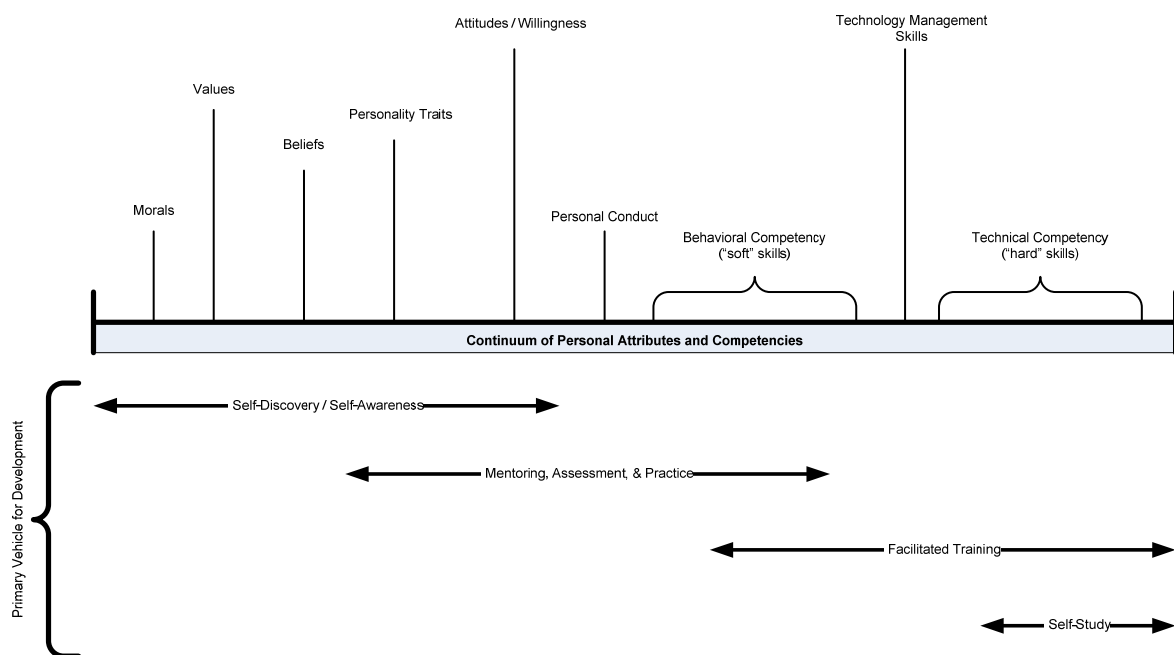 Attitudes / Willingness
Technology Management
Skills
Values
Personality Traits
Beliefs
Morals
Personal Conduct
Behavioral Competency
("soft" skills)
Technical Competency
("hard" skills)
Continuum of Personal Attributes and Competencies
Primary Vehicle for Development
Self-Discovery / Self-Awareness
Mentoring, Assessment, & Practice
Facilitated Training
Self-Study